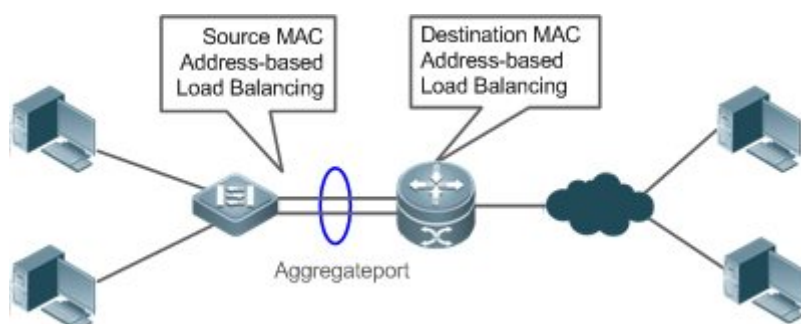 Source MAC
Address-based
Load Balancing
Destination MAC
Address-based
Load Balancing
Aggregateport